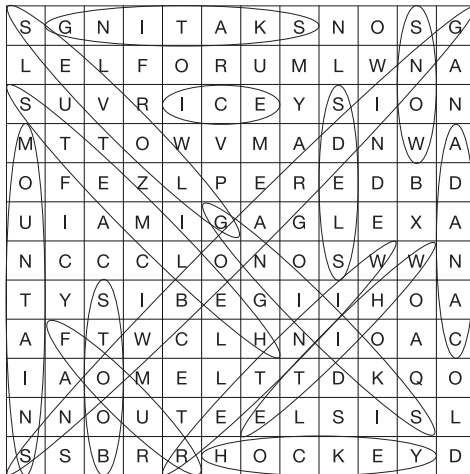 S G N I T A K S N O S G
L E L F O R U M L W N A
S U V R I C E Y S I O N
M T T O W V M A D N W A
O F E Z L P E R E D B D
U I A M I G A G L E X A
N C C C L O N O S W W N
T Y S I B E G I I H O A
A F T W C L H N I O A C
I A O M E L T T D K Q O
N N O U T E E L S I S L
S S B R R H O C K E Y D